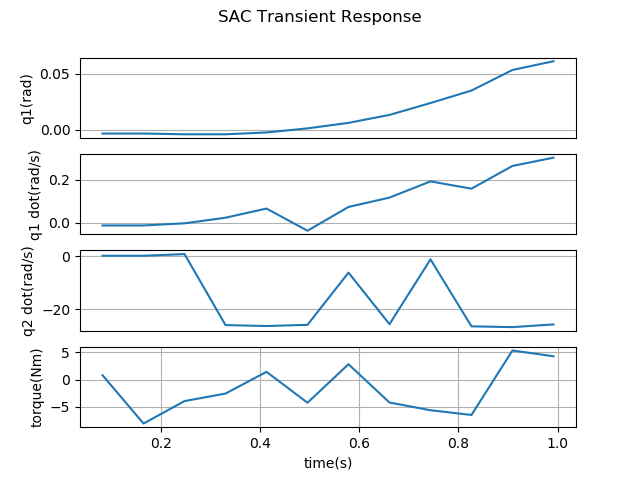 SAC Transient Response
q1(rad)
0.05
0.00
q1 dot(rad/s)
0.2
0.0
q2 dot(rad/s)
0
−20
torque(Nm)
5
0
−5
0.2 0.4 0.6 0.8 1.0
time(s)